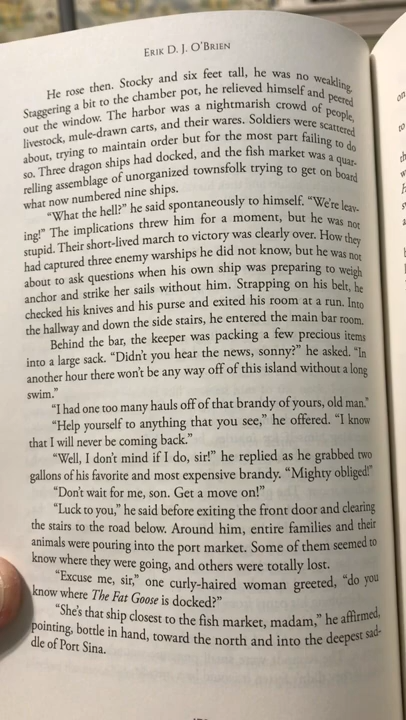 ERIK D. J. O'BRIEN
He rose then. Stocky and six feet tall, he was no weakling.
Staggering a bit to the chamber pot, he relieved himself and peered
out the window. The harbor was a nightmarish crowd of people,
livestock, mule-drawn carts, and their wares. Soldiers were scattered
about, trying to maintain order but for the most part failing to do
so. Three dragon ships had docked, and the fish market was a quar-
relling assemblage of unorganized townsfolk trying to get on board
what now numbered nine ships.
"What the hell?" he said spontaneously to himself. "We're leav-
ing!" The implications threw him for a moment, but he was not
stupid. Their short-lived march to victory was clearly over. How they
had captured three enemy warships he did not know, but he was not
about to ask questions when his own ship was preparing to weigh
anchor and strike her sails without him. Strapping on his belt, he
checked his knives and his purse and exited his room at a run. Into
the hallway and down the side stairs, he entered the main bar room.
Behind the bar, the keeper was packing a few precious items
into a large sack. "Didn't you hear the news, sonny?" he asked. "In
another hour there won't be any way off of this island without a long
swim."
"I had one too many hauls off of that brandy of yours, old man."
"Help yourself to anything that you see," he offered. "I know
that I will never be coming back."
"Well, I don't mind if I do, sir!" he replied as he grabbed two
gallons of his favorite and most expensive brandy. "Mighty obliged!"
"Don't wait for me, son. Get a move on!"
"Luck to you," he said before exiting the front door and clearing
the stairs to the road below. Around him, entire families and their
animals were pouring into the port market. Some of them seemed to
know where they were going, and others were totally lost.
"Excuse me, sir," one curly-haired woman greeted, "do you
know where The Fat Goose is docked?"
"She's that ship closest to the fish market, madam," he affirmed,
pointing, bottle in hand, toward the north and into the deepest sad-
dle of Port Sina.